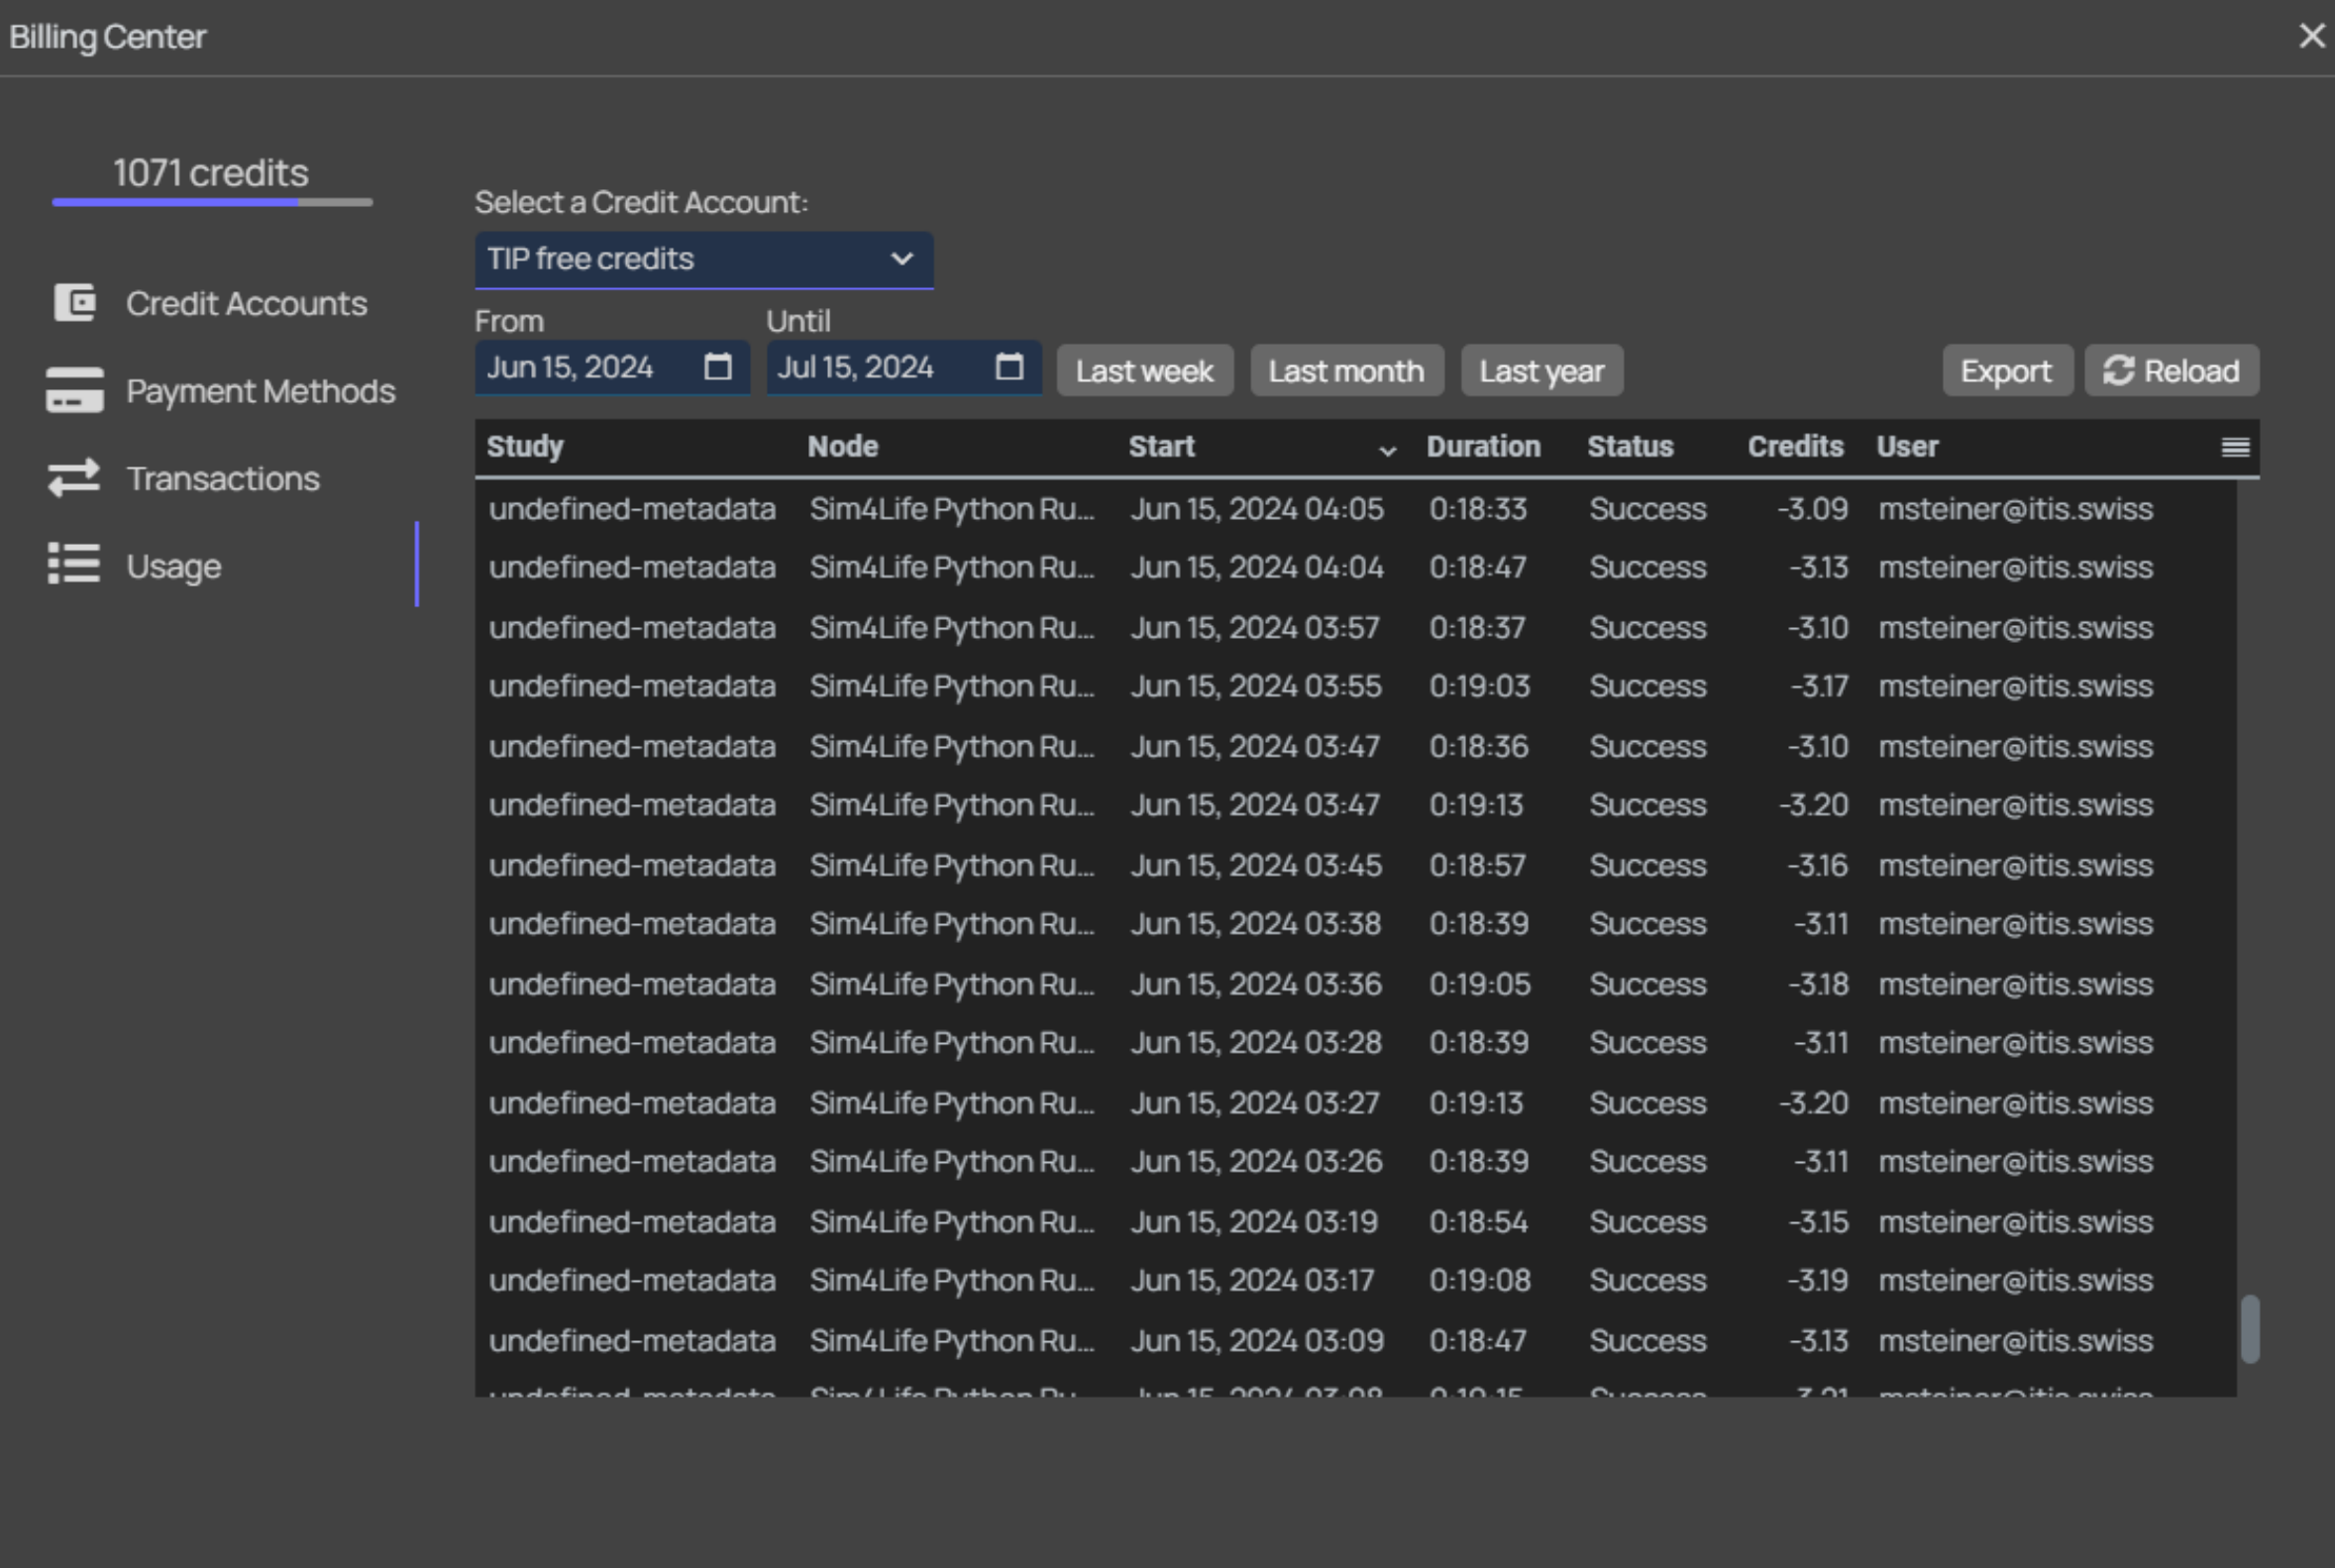 Billing Center
1071 credits
Credit Accounts
Payment Methods
Transactions
Usage
Select a Credit Account:
TIP free credits
From Until
Jun 15, 2024 Jul 15, 2024 Last week Last month Last year Export Reload
Study Node Start Duration Status Credits User
undefined-metadata Sim4Life Python Ru... Jun 15, 2024 04:05 0:18:33 Success -3.09 msteiner@itis.swiss
undefined-metadata Sim4Life Python Ru... Jun 15, 2024 04:04 0:18:47 Success -3.13 msteiner@itis.swiss
undefined-metadata Sim4Life Python Ru... Jun 15, 2024 03:57 0:18:37 Success -3.10 msteiner@itis.swiss
undefined-metadata Sim4Life Python Ru... Jun 15, 2024 03:55 0:19:03 Success -3.17 msteiner@itis.swiss
undefined-metadata Sim4Life Python Ru... Jun 15, 2024 03:47 0:18:36 Success -3.10 msteiner@itis.swiss
undefined-metadata Sim4Life Python Ru... Jun 15, 2024 03:47 0:19:13 Success -3.20 msteiner@itis.swiss
undefined-metadata Sim4Life Python Ru... Jun 15, 2024 03:45 0:18:57 Success -3.16 msteiner@itis.swiss
undefined-metadata Sim4Life Python Ru... Jun 15, 2024 03:38 0:18:39 Success -3.11 msteiner@itis.swiss
undefined-metadata Sim4Life Python Ru... Jun 15, 2024 03:36 0:19:05 Success -3.18 msteiner@itis.swiss
undefined-metadata Sim4Life Python Ru... Jun 15, 2024 03:28 0:18:39 Success -3.11 msteiner@itis.swiss
undefined-metadata Sim4Life Python Ru... Jun 15, 2024 03:27 0:19:13 Success -3.20 msteiner@itis.swiss
undefined-metadata Sim4Life Python Ru... Jun 15, 2024 03:26 0:18:39 Success -3.11 msteiner@itis.swiss
undefined-metadata Sim4Life Python Ru... Jun 15, 2024 03:19 0:18:54 Success -3.15 msteiner@itis.swiss
undefined-metadata Sim4Life Python Ru... Jun 15, 2024 03:17 0:19:08 Success -3.19 msteiner@itis.swiss
undefined-metadata Sim4Life Python Ru... Jun 15, 2024 03:09 0:18:47 Success -3.13 msteiner@itis.swiss